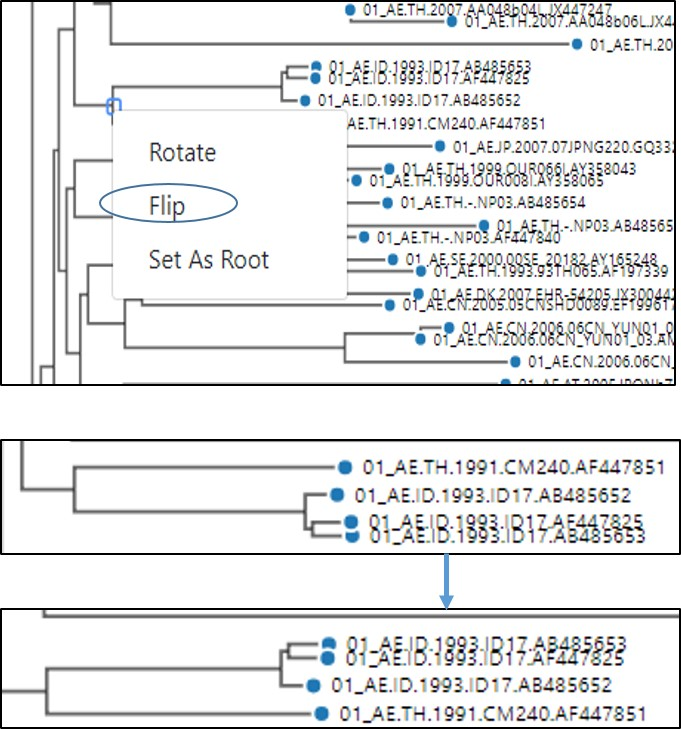 01_AE.TH.2007.AA048b04L.JX447247
01_AE.TH.2007.AA048b06L.JX4
01_AE.TH.20
01_AE.ID.1993.ID17.AB485653
01_AE.ID.1993.ID17.AF447825
01_AE.ID.1993.ID17.AB485652
AE.TH.1991.CM240.AF447851
01_AE.JP.2007.07JPNG220.GQ33
Rotate
01_AE.TH.1999.OUR066I.AY358043
01_AE.TH.1999.OUR008I.AY358065
Flip
01_AE.TH.-.NP03.AB485654
01_AE.TH.-.NP03.AB48565
01_AE.TH.-.NP03.AF447840
Set As Root
01_AE.SE.2000.00SE_20182.AY165248
01_AE.TH.1993.93TH065.AF197339
01_AE.DK.2007.EHR-54205.JX30044
01_AE.CN.2005.05CNSHD0089.EF19961
01_AE.CN.2006.06CN_YUN01_0
01_AE.CN.2006.06CN_YUN01_03.AM
01_AE.CN.2006.06CN_
01_AE.TH.1991.CM240.AF447851
01_AE.ID.1993.ID17.AB485652
01_AE.ID.1993.ID17.AF447825
01_AE.ID.1993.ID17.AB485653
01_AE.ID.1993.ID17.AB485653
01_AE.ID.1993.ID17.AF447825
01_AE.ID.1993.ID17.AB485652
01_AE.TH.1991.CM240.AF447851